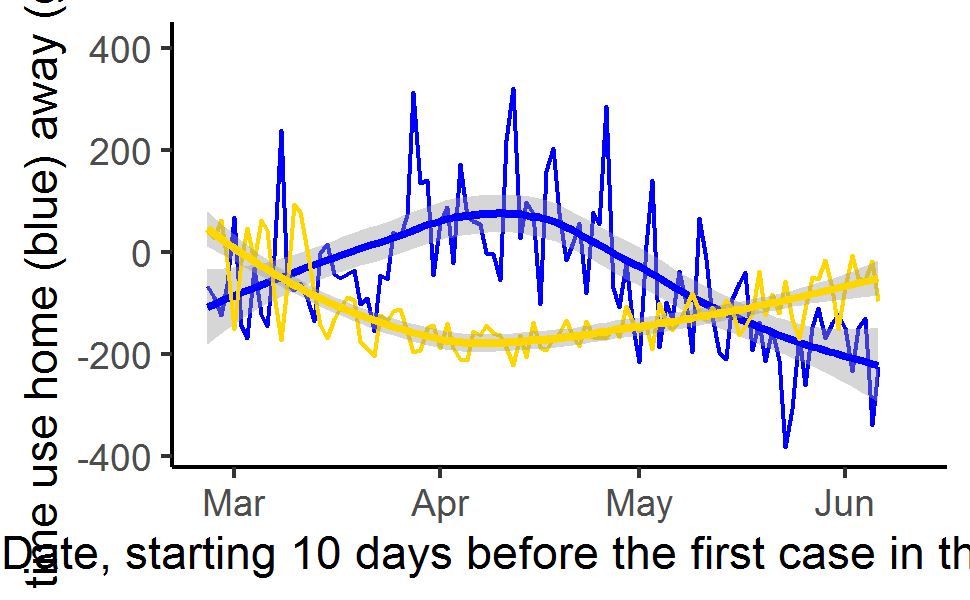 time use home (blue) away (
400
200
0
-200
-400
Mar Apr May Jun
Date, starting 10 days before the first case in th